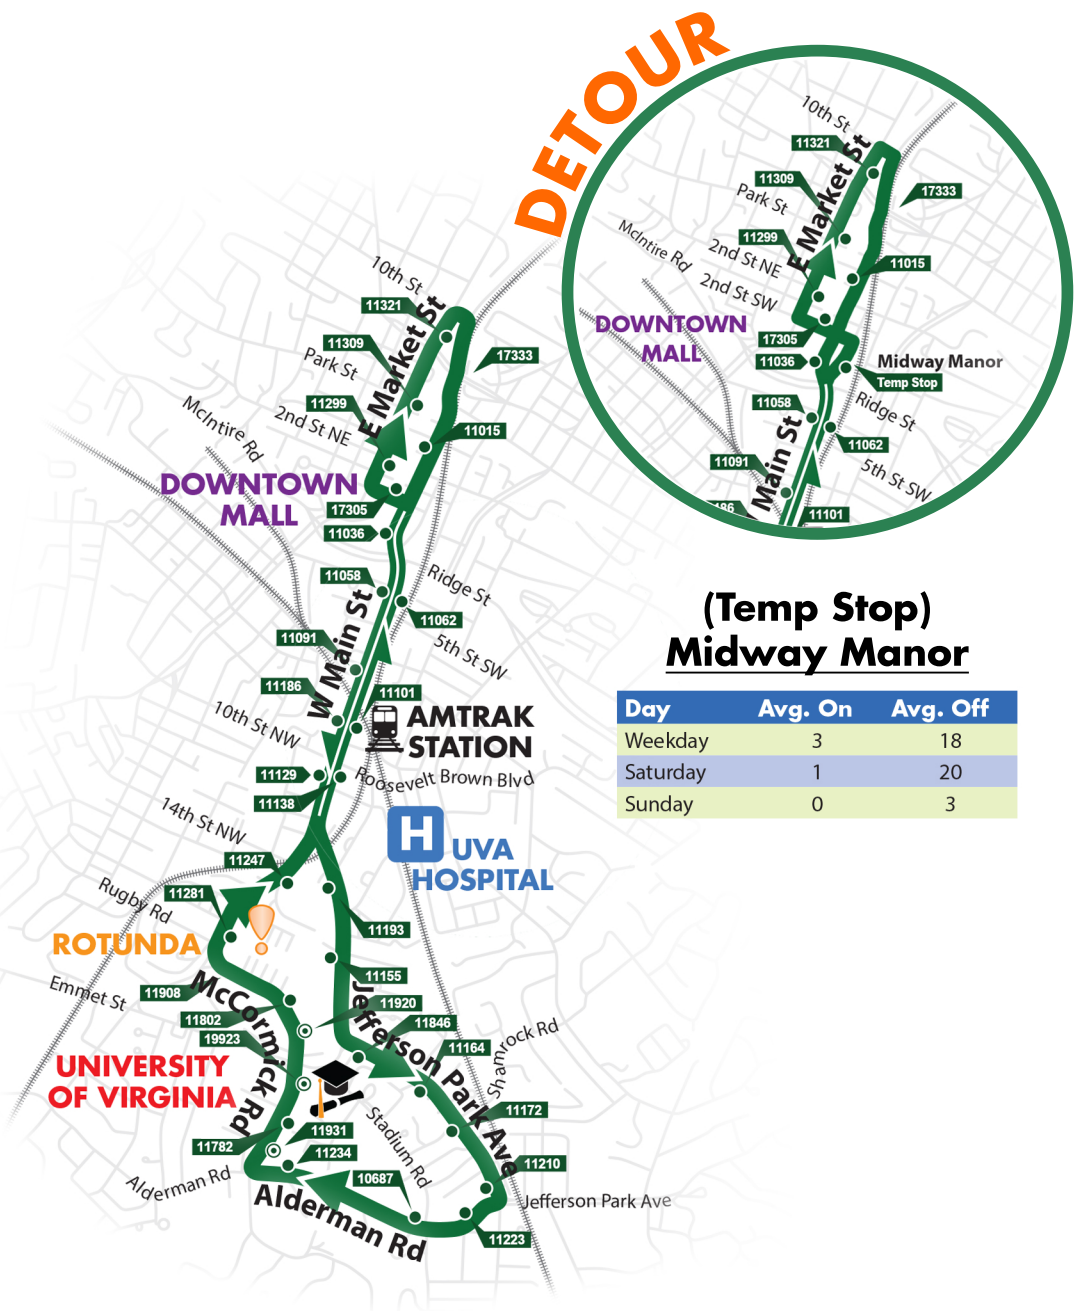 DETOUR
10th St
11321
11309
Park St
17333
11299
E Market St
McIntire Rd
2nd St NE
11015
2nd St SW
DOWNTOWN
MALL
17305
11036
Midway Manor
Temp Stop
11058
Ridge St
11062
Main St
11091
5th St SW
11101
10th St
11321
11309
Park St
17333
11299
E Market St
McIntire Rd
2nd St NE
11015
DOWNTOWN
MALL
17305
11036
11058
Ridge St
11062
W Main St
11091
5th St SW
11186
11101
10th St NW
AMTRAK
STATION
11129
Roosevelt Brown Blvd
11138
14th St NW
11247
UVA
H HOSPITAL
Rugby Rd
11281
11193
ROTUNDA
11155
Emmet St
11908
McCormick Rd
11920
11802
11846
19923
Jefferson Park Ave
11164
Shamrock Rd
UNIVERSITY
OF VIRGINIA
11172
11931
11782
11234
Stadium Rd
11210
10687
Alderman Rd
Jefferson Park Ave
Alderman Rd
11223
(Temp Stop)
Midway Manor
Day Avg. On Avg. Off
Weekday 3 18
Saturday 1 20
Sunday 0 3